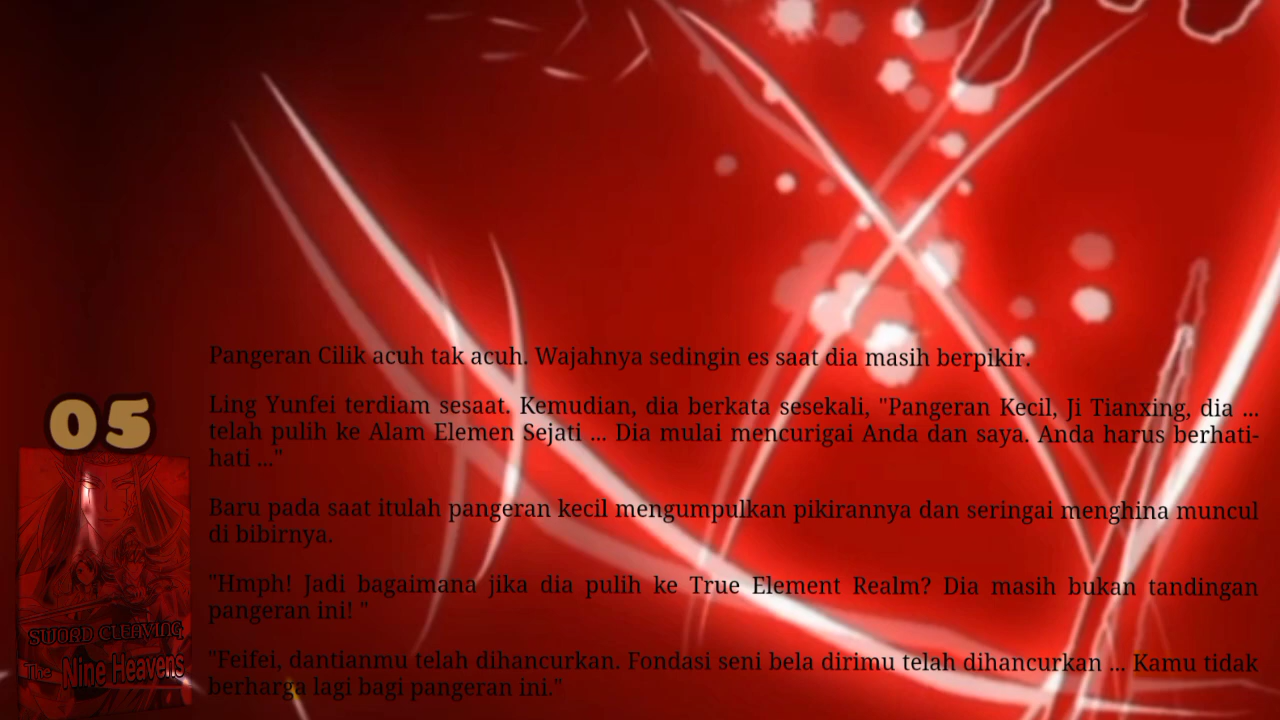 Pangeran Cilik acuh tak acuh. Wajahnya sedingin es saat dia masih berpikir.
Ling Yunfei terdiam sesaat. Kemudian, dia berkata sesekali, "Pangeran Kecil, Ji Tianxing, dia ...
telah pulih ke Alam Elemen Sejati ... Dia mulai mencurigai Anda dan saya. Anda harus berhati-
hati ..."
Baru pada saat itulah pangeran kecil mengumpulkan pikirannya dan seringai menghina muncul
di bibirnya.
"Hmph! Jadi bagaimana jika dia pulih ke True Element Realm? Dia masih bukan tandingan
pangeran ini! "
"Feifei, dantianmu telah dihancurkan. Fondasi seni bela dirimu telah dihancurkan ... Kamu tidak
berharga lagi bagi pangeran ini."
05
SWORD CLEAVING
The Nine Heavens